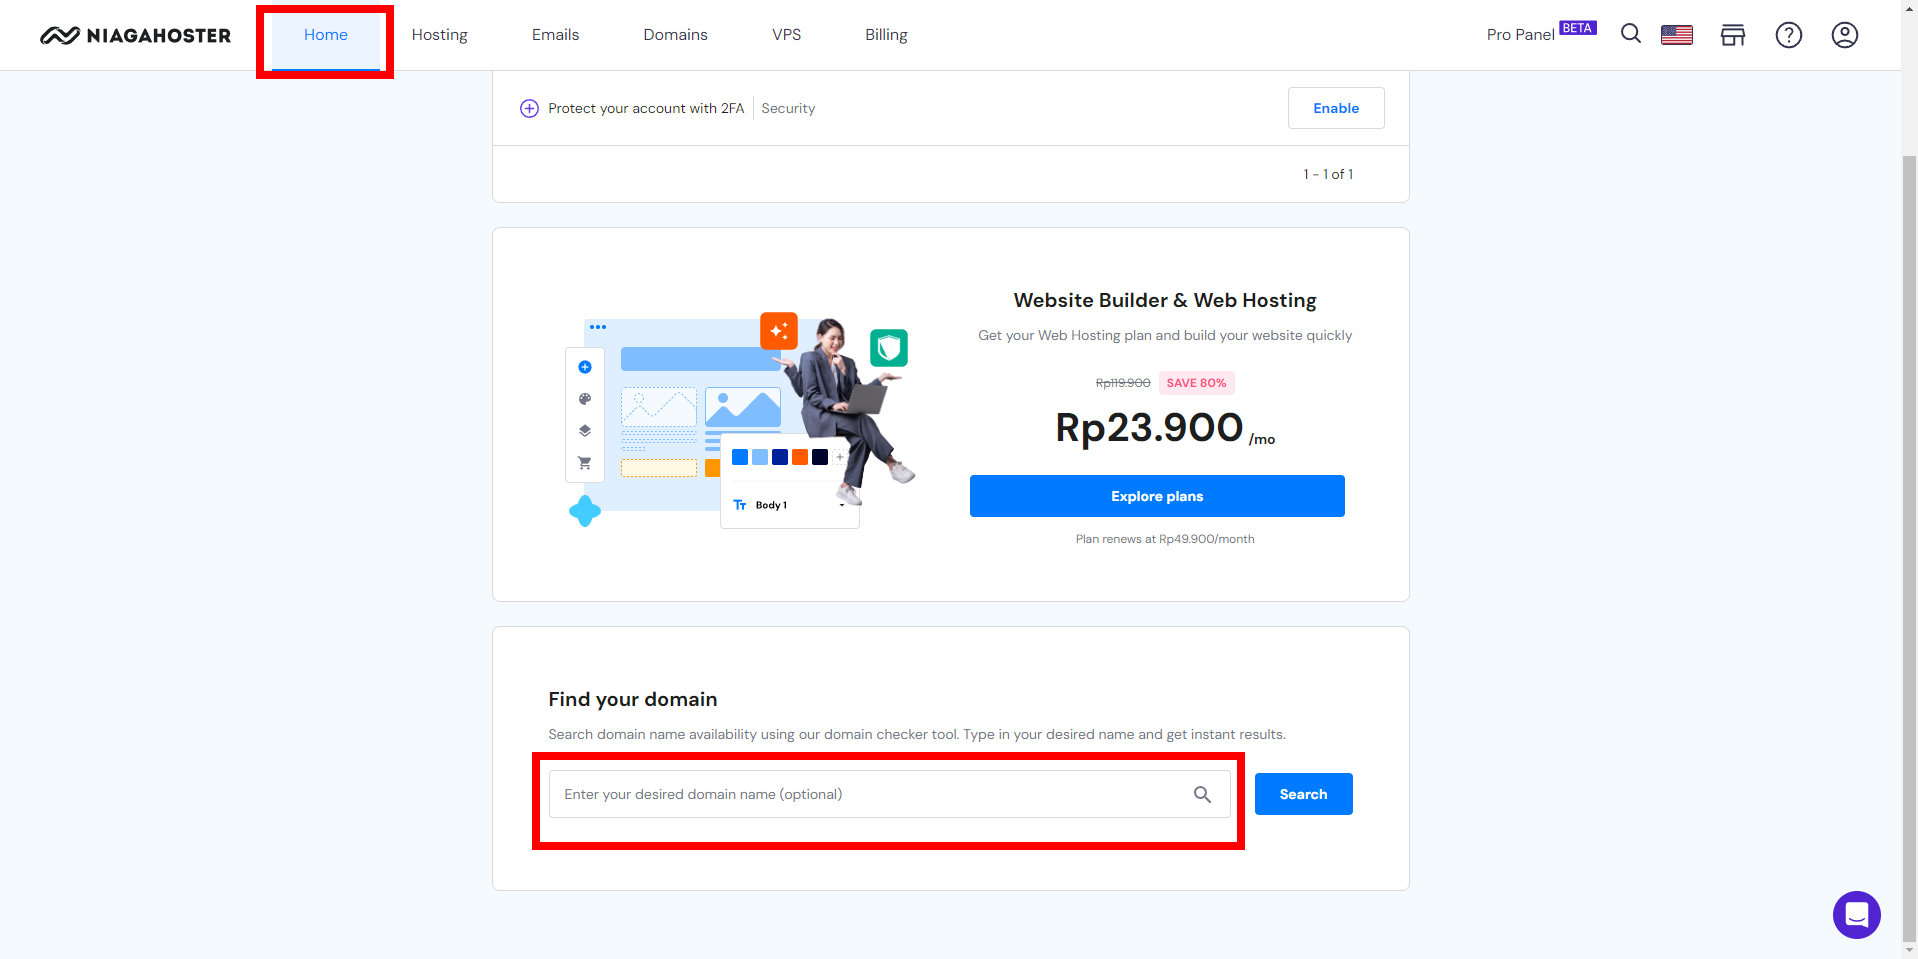 NIAGAHOSTER Home Hosting Emails Domains VPS Billing Pro Panel BETA
Protect your account with 2FA Security Enable
1 - 1 of 1
Website Builder & Web Hosting
Get your Web Hosting plan and build your website quickly
Rp119.900 SAVE 80%
Rp23.900 /mo
Explore plans
Plan renews at Rp49.900/month
Tт Body 1
Find your domain
Search domain name availability using our domain checker tool. Type in your desired name and get instant results.
Enter your desired domain name (optional) Search